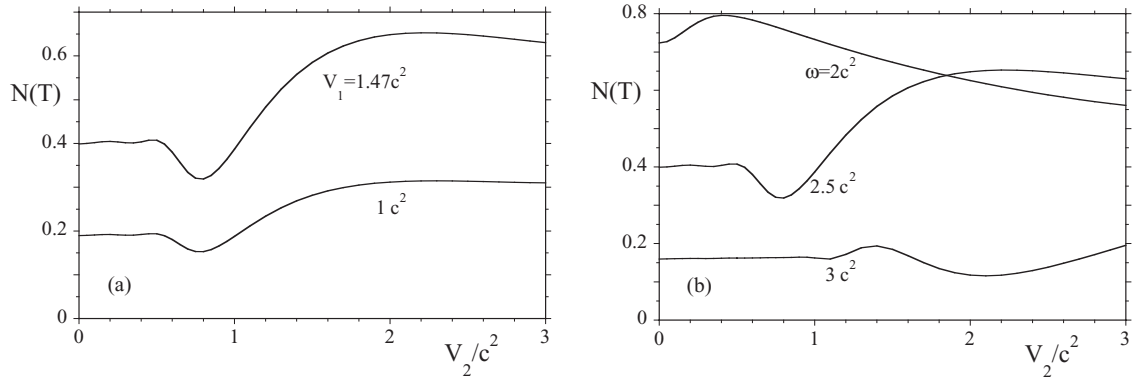 0.6
V₁=1.47c²
N(T)
0.4
0.2
1 c²
(a)
0
0 1 2 3
V₂/c²
0.8
ω=2c²
0.6
N(T)
0.4
2.5 c²
0.2
3 c²
(b)
0
0 1 2 3
V₂/c²